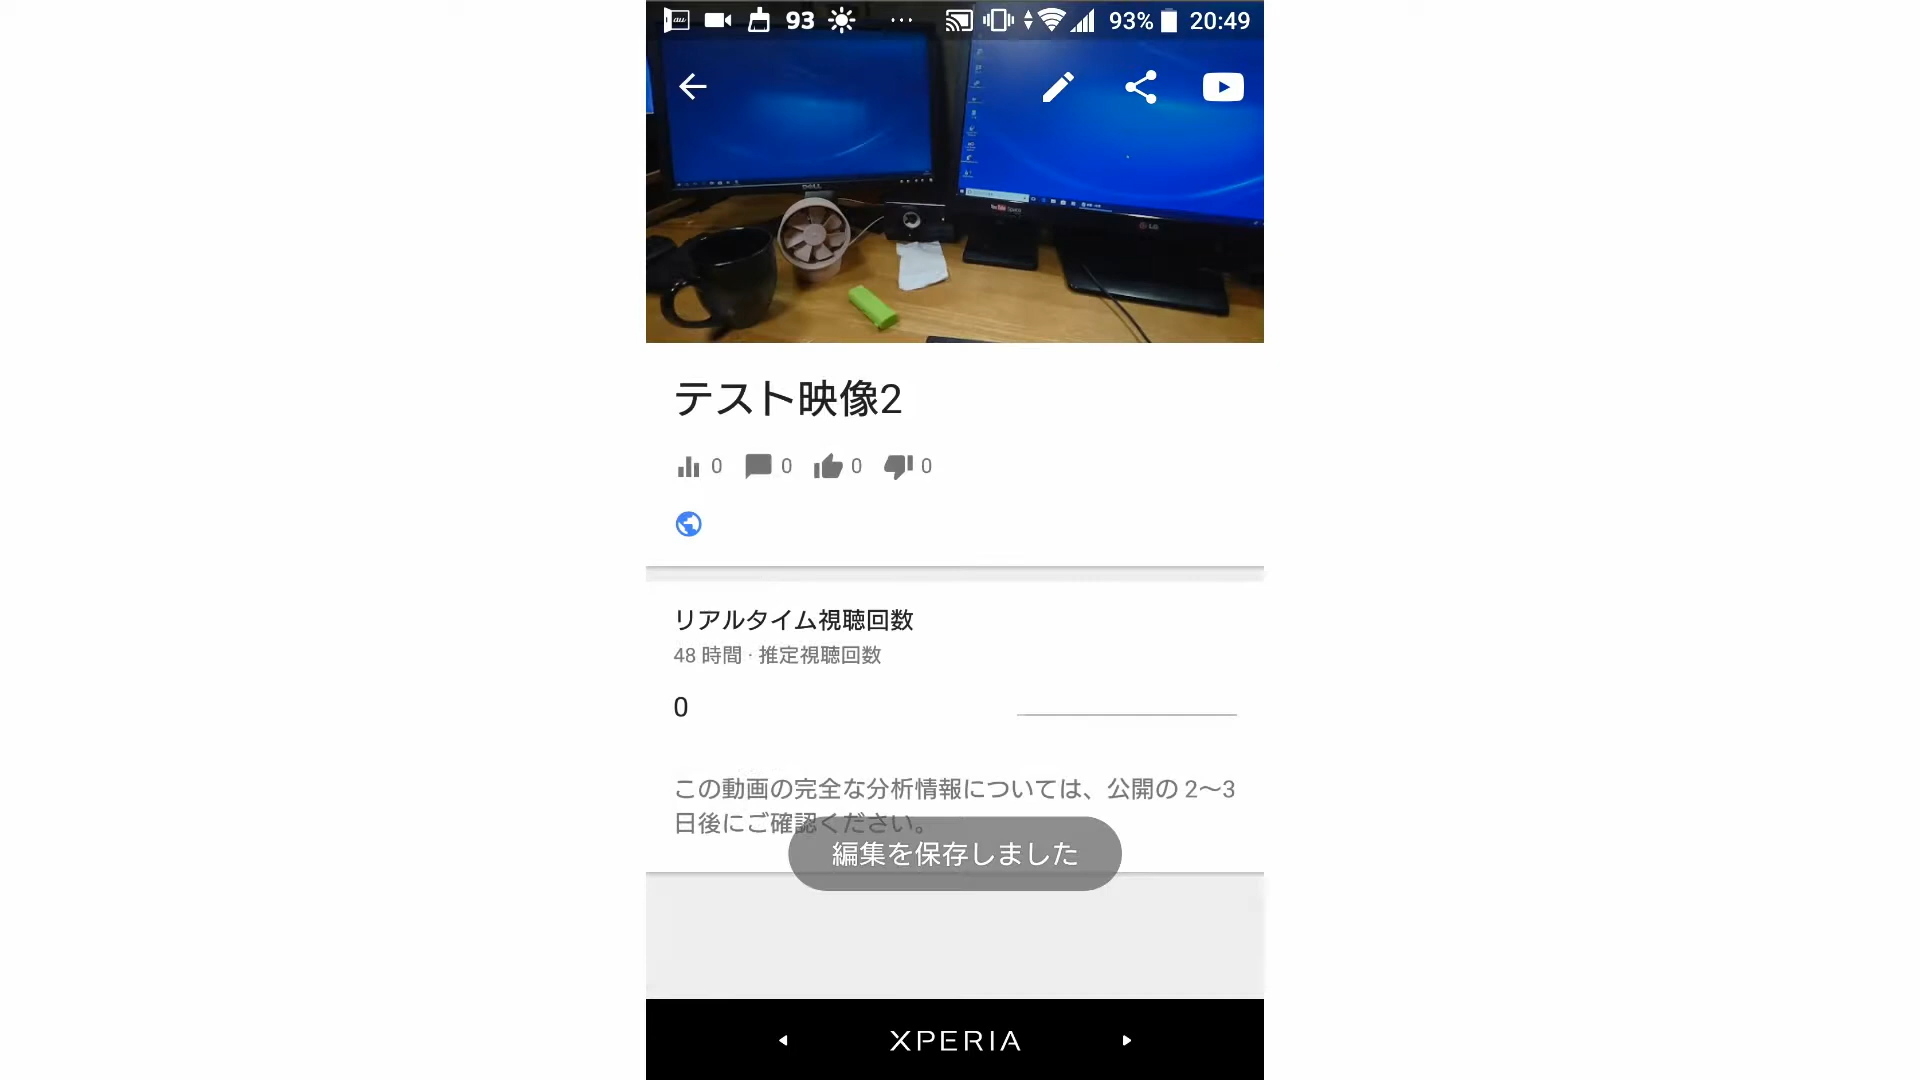 au 93 ... 93% 20:49
DELL
YouTube
LG
テスト映像2
0 0 0 0
リアルタイム視聴回数
48 時間 · 推定視聴回数
0
この動画の完全な分析情報については、公開の 2～3
日後にご確認ください。
編集を保存しました
XPERIA